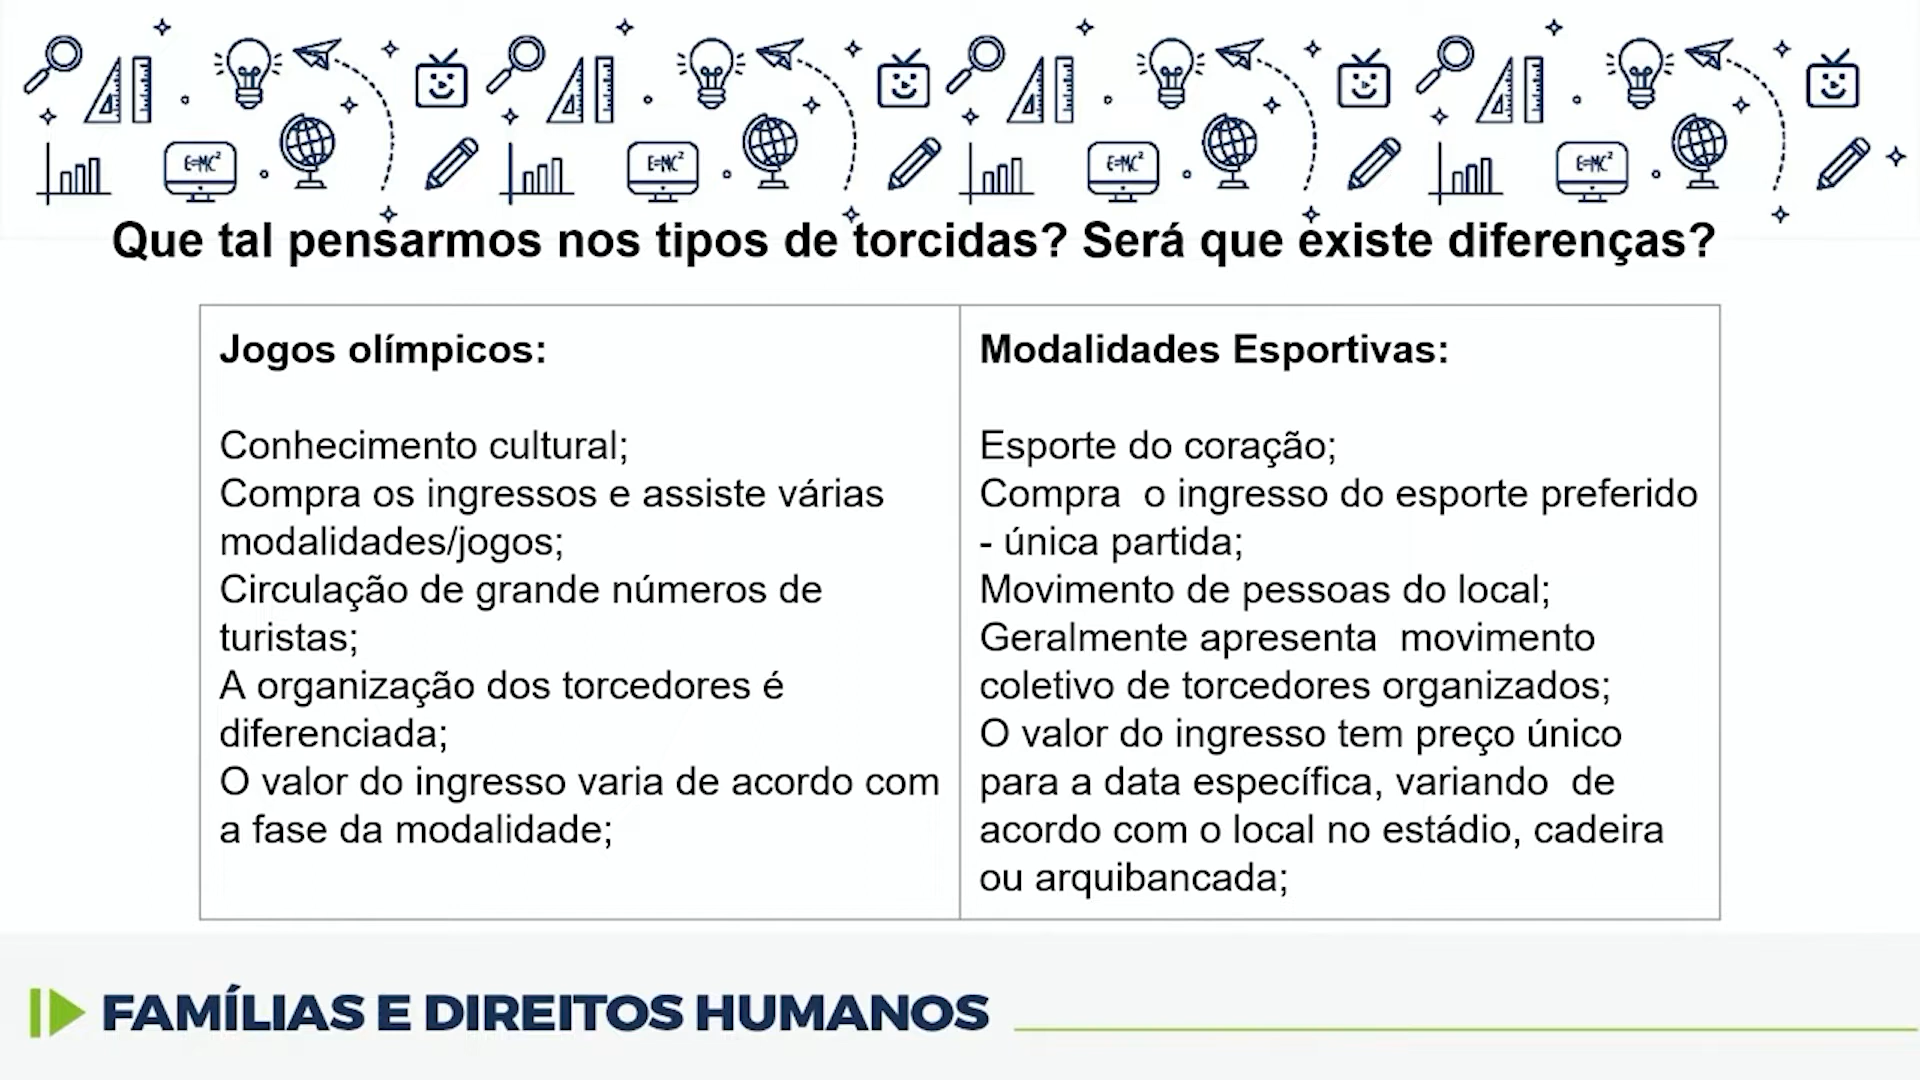 E=MC²
E=MC²
E=MC²
E=MC²
Que tal pensarmos nos tipos de torcidas? Será que existe diferenças?
Jogos olímpicos:
Conhecimento cultural;
Compra os ingressos e assiste várias
modalidades/jogos;
Circulação de grande números de
turistas;
A organização dos torcedores é
diferenciada;
O valor do ingresso varia de acordo com
a fase da modalidade;
Modalidades Esportivas:
Esporte do coração;
Compra  o ingresso do esporte preferido
- única partida;
Movimento de pessoas do local;
Geralmente apresenta  movimento
coletivo de torcedores organizados;
O valor do ingresso tem preço único
para a data específica, variando  de
acordo com o local no estádio, cadeira
ou arquibancada;
FAMÍLIAS E DIREITOS HUMANOS